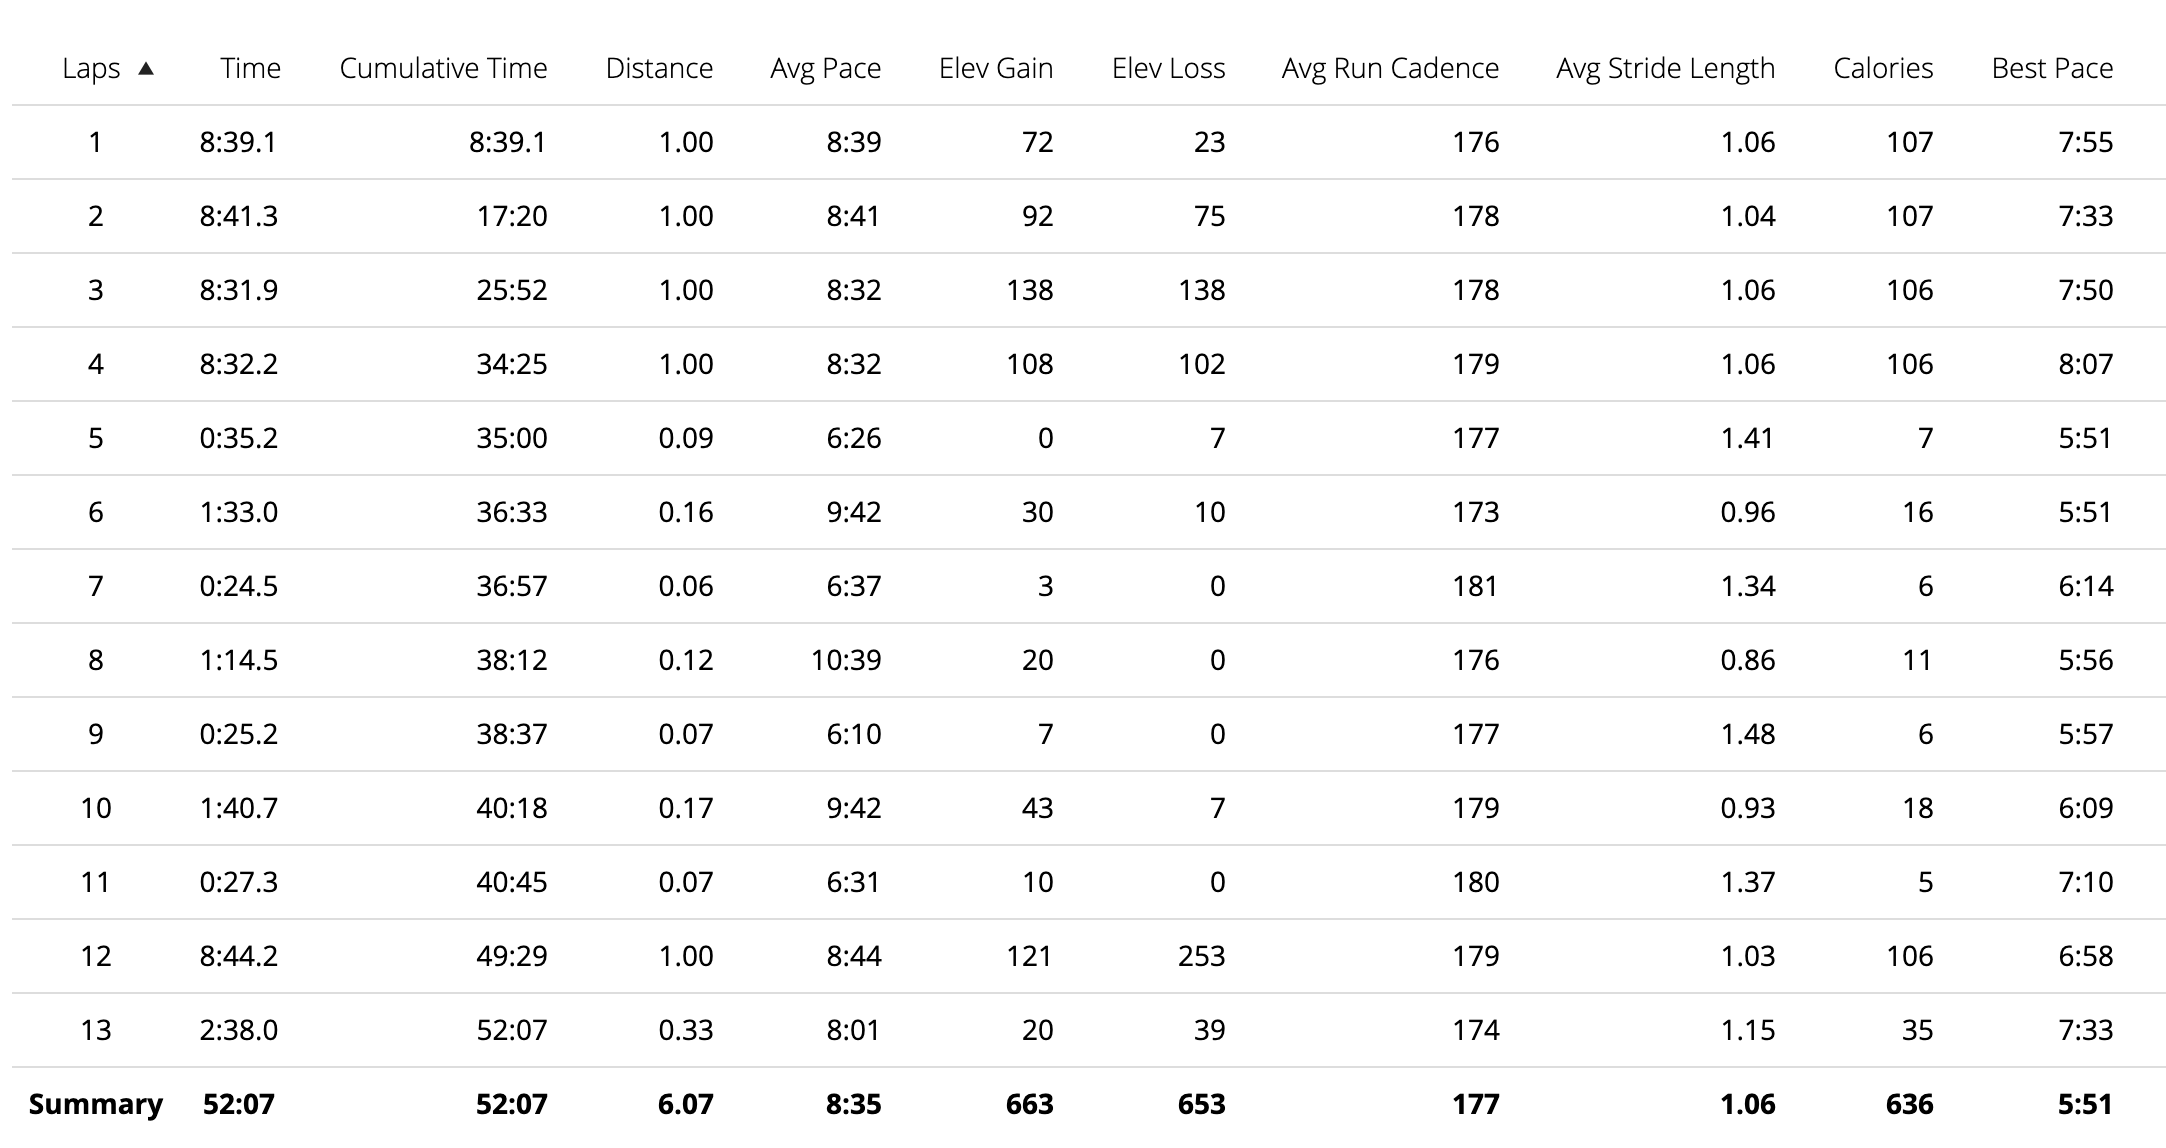 Laps ▲ Time Cumulative Time Distance Avg Pace Elev Gain Elev Loss Avg Run Cadence Avg Stride Length Calories Best Pace
1 8:39.1 8:39.1 1.00 8:39 72 23 176 1.06 107 7:55
2 8:41.3 17:20 1.00 8:41 92 75 178 1.04 107 7:33
3 8:31.9 25:52 1.00 8:32 138 138 178 1.06 106 7:50
4 8:32.2 34:25 1.00 8:32 108 102 179 1.06 106 8:07
5 0:35.2 35:00 0.09 6:26 0 7 177 1.41 7 5:51
6 1:33.0 36:33 0.16 9:42 30 10 173 0.96 16 5:51
7 0:24.5 36:57 0.06 6:37 3 0 181 1.34 6 6:14
8 1:14.5 38:12 0.12 10:39 20 0 176 0.86 11 5:56
9 0:25.2 38:37 0.07 6:10 7 0 177 1.48 6 5:57
10 1:40.7 40:18 0.17 9:42 43 7 179 0.93 18 6:09
11 0:27.3 40:45 0.07 6:31 10 0 180 1.37 5 7:10
12 8:44.2 49:29 1.00 8:44 121 253 179 1.03 106 6:58
13 2:38.0 52:07 0.33 8:01 20 39 174 1.15 35 7:33
Summary 52:07 52:07 6.07 8:35 663 653 177 1.06 636 5:51